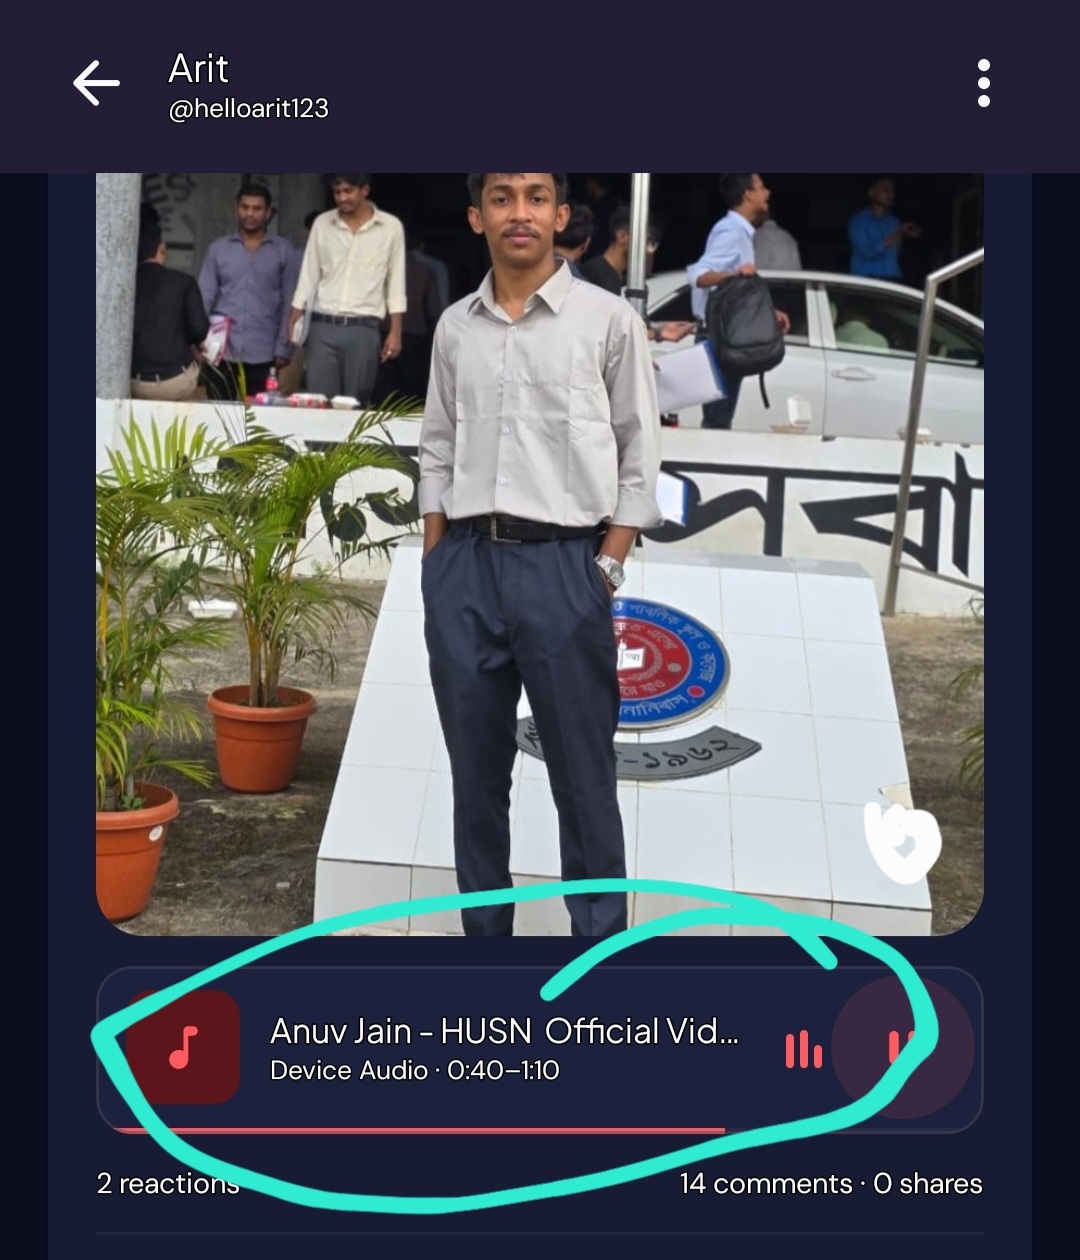 Arit
@helloarit123
সেবা
১৯৬২
Anuv Jain - HUSN Official Vid...
Device Audio · 0:40–1:10
2 reactions
14 comments · 0 shares